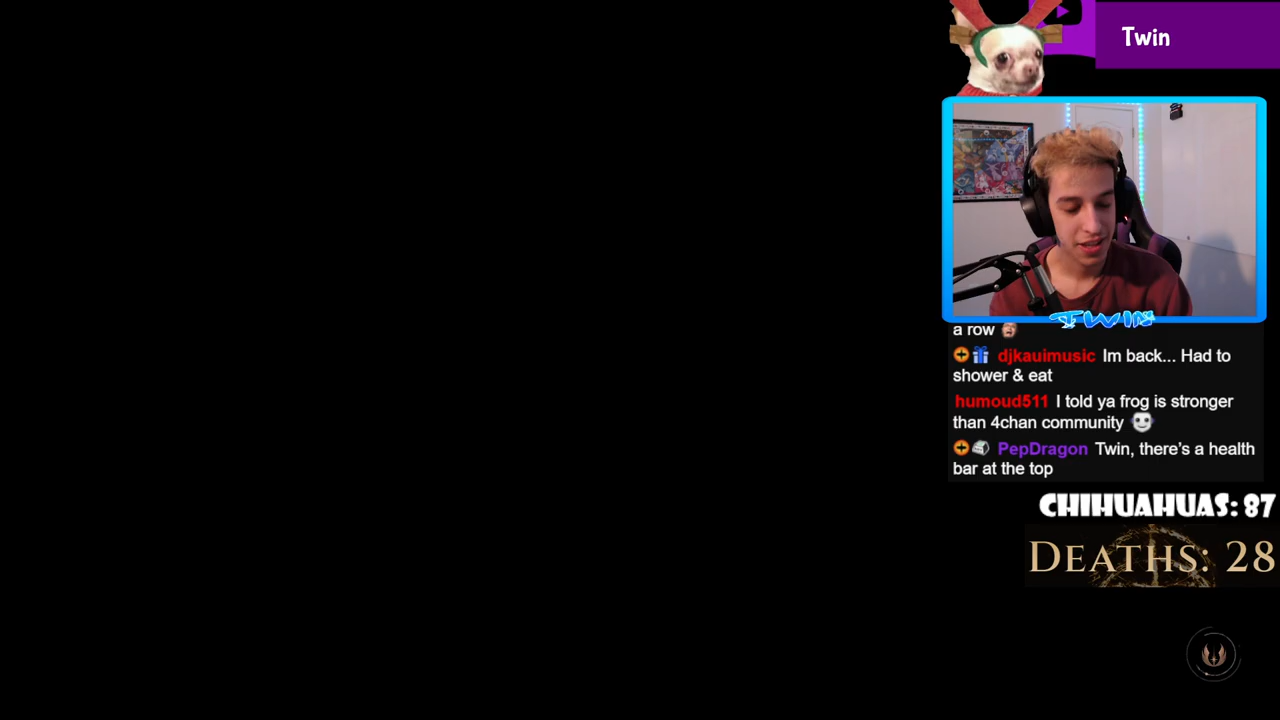 Twin
TWIN
a row
djkauimusic Im back... Had to
shower & eat
humoud511 I told ya frog is stronger
than 4chan community
PepDragon Twin, there's a health
bar at the top
CHIHUAHUAS: 87
DEATHS: 28